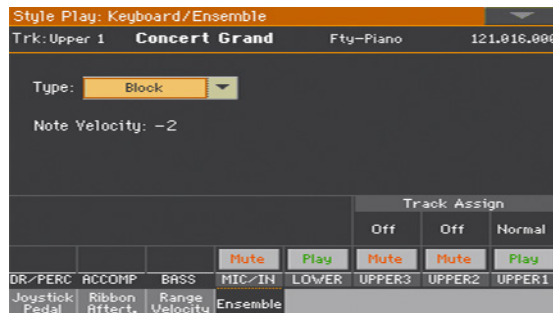 Style Play: Keyboard/Ensemble
Trk:Upper 1 Concert Grand Fty-Piano 121.016.000
Type: Block
Note Velocity: -2
Track Assign
Off Off Normal
Mute Play Mute Mute Play
DR/PERC ACCOMP BASS MIC/IN LOWER UPPER3 UPPER2 UPPER1
Joystick Ribbon Range Ensemble
Pedal Aftert. Velocity